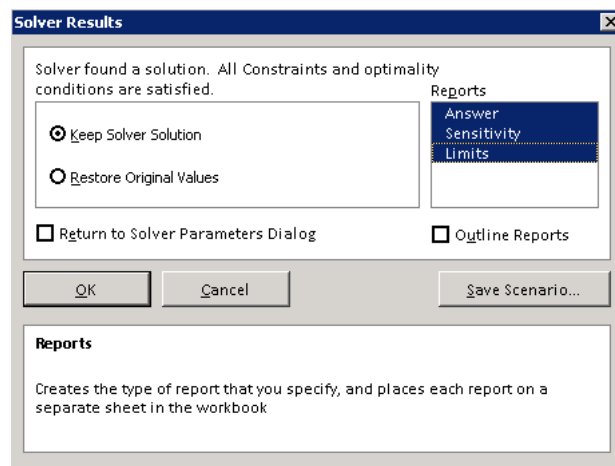 Solver Results
Solver found a solution. All Constraints and optimality
conditions are satisfied.
Reports
Keep Solver Solution
Restore Original Values
Answer
Sensitivity
Limits
Return to Solver Parameters Dialog
Outline Reports
OK
Cancel
Save Scenario...
Reports
Creates the type of report that you specify, and places each report on a
separate sheet in the workbook